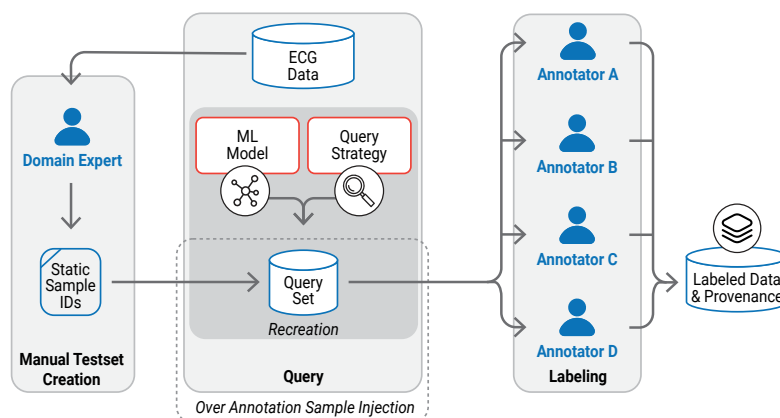 ECG
Data
Domain Expert
Static
Sample
IDs
Manual Testset
Creation
ML
Model
Query
Strategy
Query
Set
Recreation
Query
Over Annotation Sample Injection
Annotator A
Annotator B
Annotator C
Annotator D
Labeling
Labeled Data
& Provenance